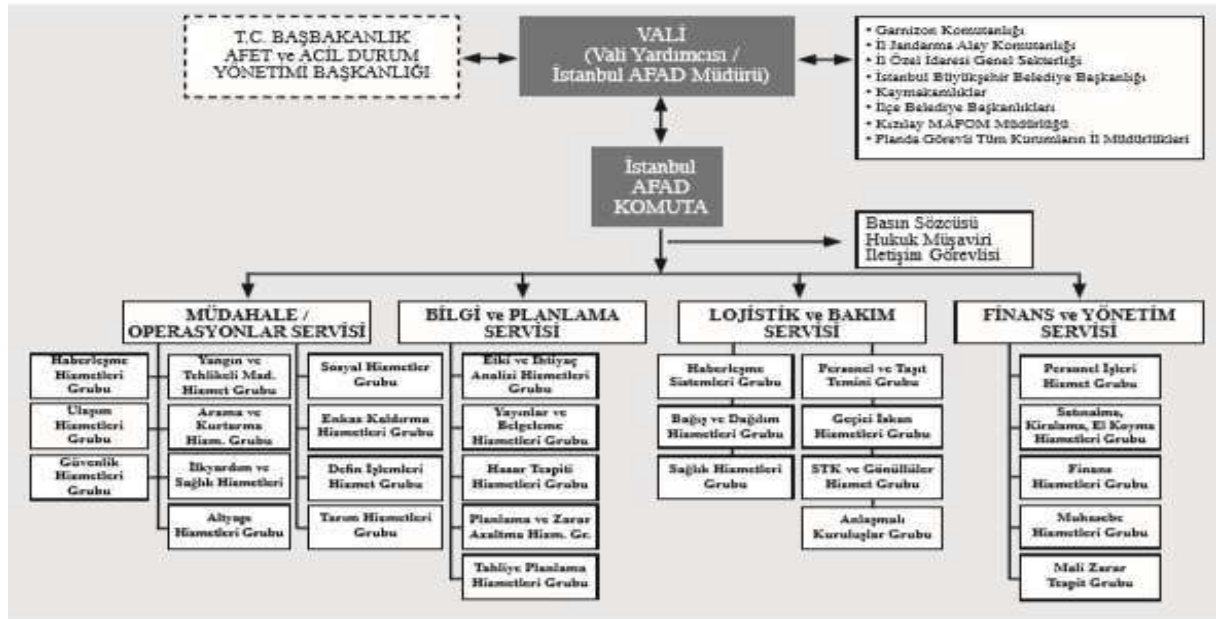 T.C. BAŞBAKANLIK
AFET ve ACİL DURUM
YÖNETİMİ BAŞKANLIĞI
VALİ
(Vali Yardımcısı /
İstanbul AFAD Müdürü)
• Garnizon Komutanlığı
• İl Jandarma Alay Komutanlığı
• İl Özel İdaresi Genel Sekterliği
• İstanbul Büyükşehir Belediye Başkanlığı
• Kaymakamlıklar
• İlçe Belediye Başkanlıkları
• Kızılay MAFOM Müdürlüğü
• Planda Görevli Tüm Kurumların İl Müdürlükleri
İstanbul
AFAD
KOMUTA
Basın Sözcüsü
Hukuk Müşaviri
İletişim Görevlisi
MÜDAHALE /
OPERASYONLAR SERVİSİ
Haberleşme
Hizmetleri
Grubu
Ulaşım
Hizmetleri
Grubu
Güvenlik
Hizmetleri
Grubu
Yangın ve
Tehlikeli Mad.
Hizmet Grubu
Arama ve
Kurtarma
Hizm. Grubu
İlkyardım ve
Sağlık Hizmetleri
Altyapı
Hizmetleri Grubu
Sosyal Hizmetler
Grubu
Enkaz Kaldırma
Hizmetleri Grubu
Defin İşlemleri
Hizmet Grubu
Tarım Hizmetleri
Grubu
BİLGİ ve PLANLAMA
SERVİSİ
Etki ve İhtiyaç
Analizi Hizmetleri
Grubu
Yayınlar ve
Belgeleme
Hizmetleri Grubu
Hasar Tespiti
Hizmetleri Grubu
Planlama ve Zarar
Azaltma Hizm. Gr.
Tahliye Planlama
Hizmetleri Grubu
LOJİSTİK ve BAKIM
SERVİSİ
Haberleşme
Sistemleri Grubu
Bağış ve Dağılım
Hizmetleri Grubu
Sağlık Hizmetleri
Grubu
Personel ve Taşıt
Temini Grubu
Geçici İskan
Hizmetleri Grubu
STK ve Gönüllüler
Hizmet Grubu
Anlaşmalı
Kuruluşlar Grubu
FİNANS ve YÖNETİM
SERVİSİ
Personel İşleri
Hizmet Grubu
Satınalma,
Kiralama, El Koyma
Hizmetleri Grubu
Finans
Hizmetleri Grubu
Muhasebe
Hizmetleri Grubu
Mali Zarar
Tespit Grubu